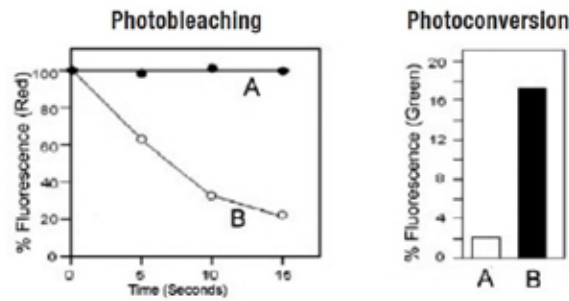 Photobleaching
% Fluorescence (Red)
100
80
60
40
20
0
A
B
0
5
10
15
Time (Seconds)
Photoconversion
% Fluorescence (Green)
20
16
12
8
4
0
A
B